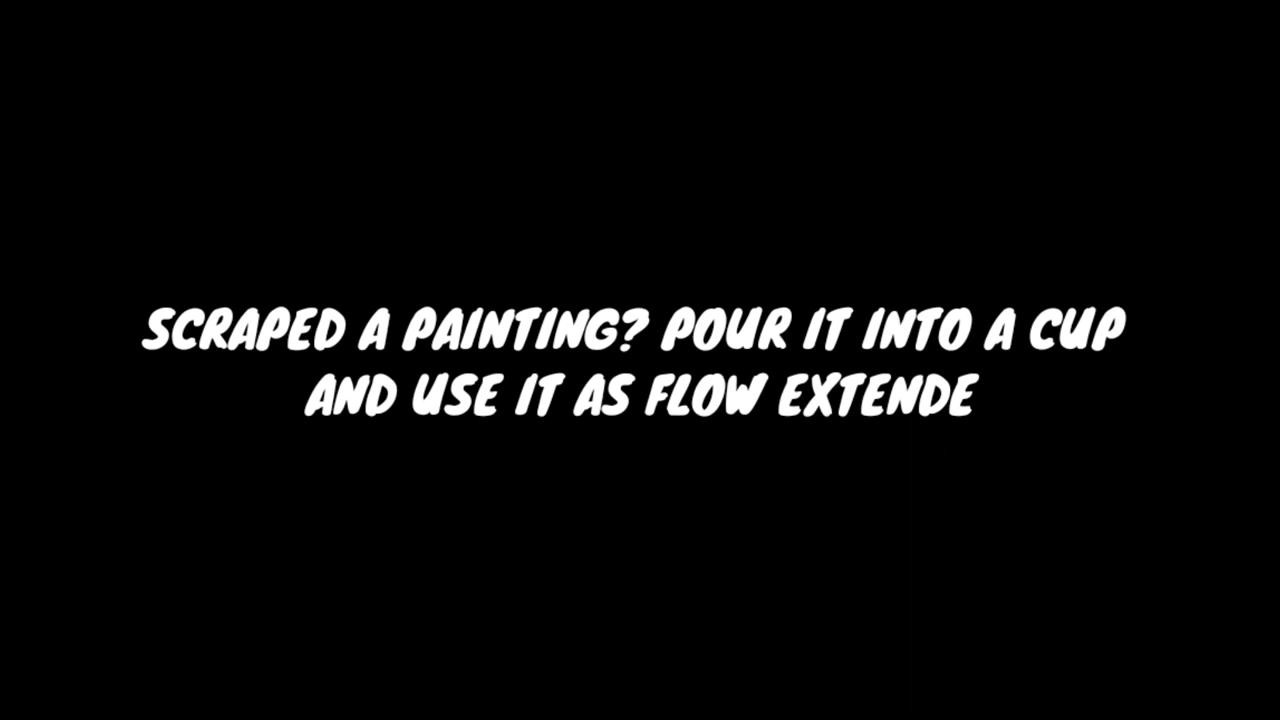 SCRAPED A PAINTING? POUR IT INTO A CUP
AND USE IT AS FLOW EXTENDE